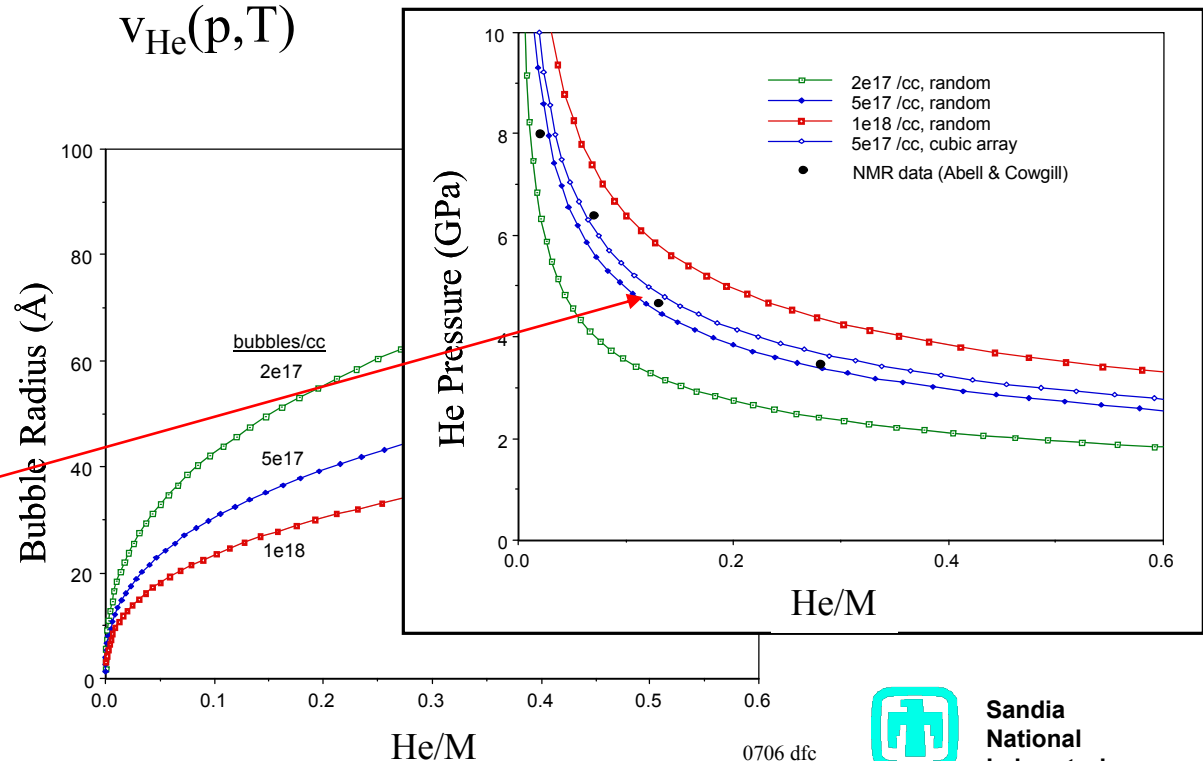 vHe(p,T)
100
80
60
40
20
0
0.0
0.1
0.2
0.3
0.4
0.5
0.6
Bubble Radius (Å)
He/M
bubbles/cc
2e17
5e17
1e18
10
8
6
4
2
0
0.0
0.2
0.4
0.6
He Pressure (GPa)
He/M
2e17 /cc, random
5e17 /cc, random
1e18 /cc, random
5e17 /cc, cubic array
NMR data (Abell & Cowgill)
0706 dfc
Sandia
National